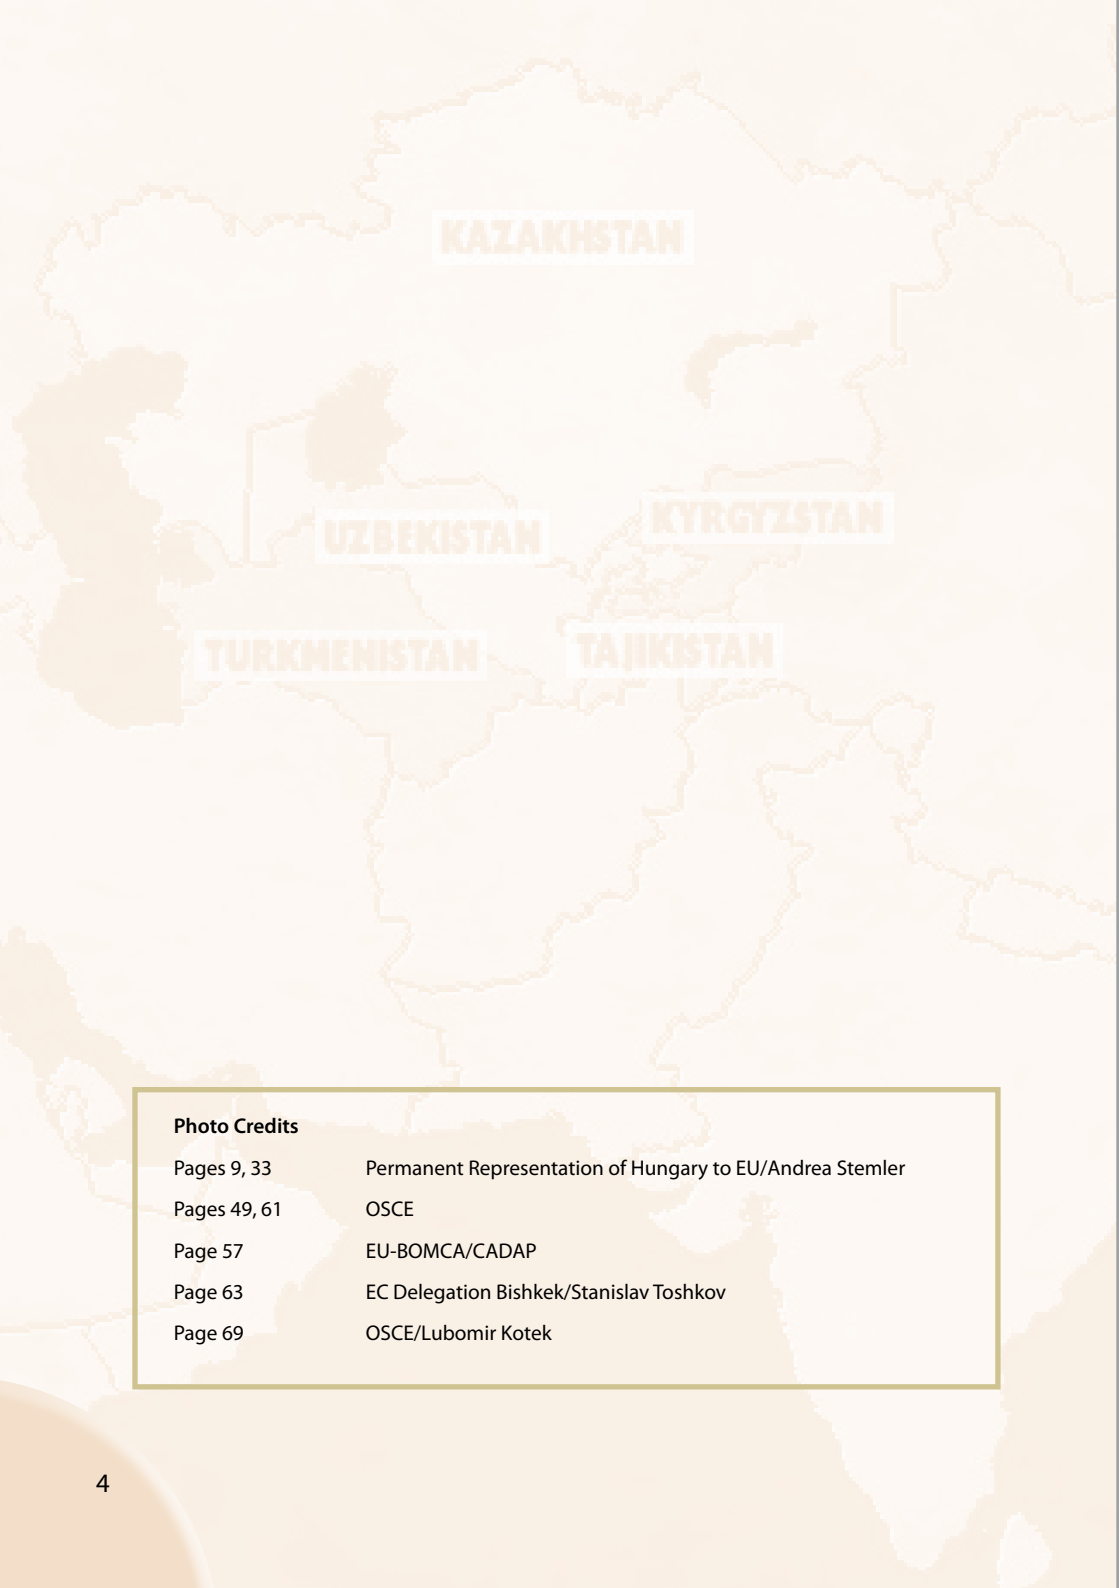 KAZAKHSTAN
UZBEKISTAN
KYRGYZSTAN
TURKMENISTAN
TAJIKISTAN
Photo Credits
Pages 9, 33 Permanent Representation of Hungary to EU/Andrea Stemler
Pages 49, 61 OSCE
Page 57 EU-BOMCA/CADAP
Page 63 EC Delegation Bishkek/Stanislav Toshkov
Page 69 OSCE/Lubomir Kotek
4